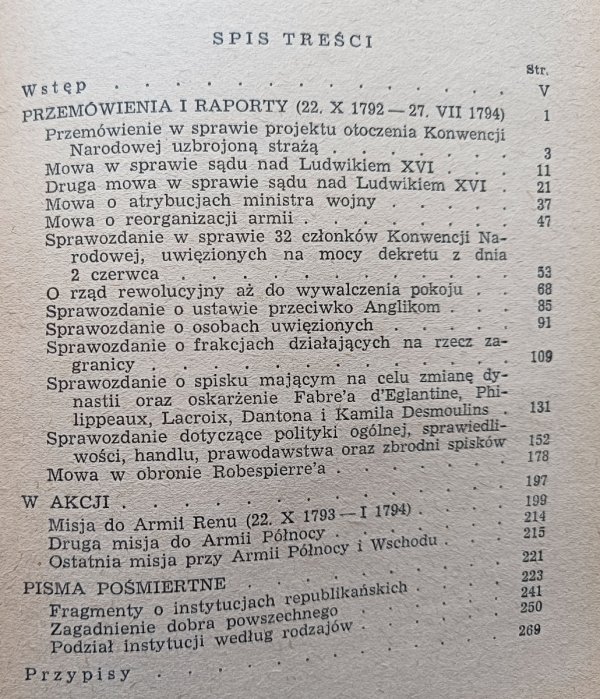 SPIS TREŚCI
Str.
Wstęp . . . . . . . . . . . . V
PRZEMÓWIENIA I RAPORTY (22. X 1792 — 27. VII 1794) 1
Przemówienie w sprawie projektu otoczenia Konwencji
Narodowej uzbrojoną strażą . . . . . . . 3
Mowa w sprawie sądu nad Ludwikiem XVI . . . 11
Druga mowa w sprawie sądu nad Ludwikiem XVI . 21
Mowa o atrybucjach ministra wojny . . . . . 37
Mowa o reorganizacji armii . . . . . . . 47
Sprawozdanie w sprawie 32 członków Konwencji Na-
rodowej, uwięzionych na mocy dekretu z dnia
2 czerwca . . . . . . . . . . 53
O rząd rewolucyjny aż do wywalczenia pokoju . . 68
Sprawozdanie o ustawie przeciwko Anglikom . . . 85
Sprawozdanie o osobach uwięzionych . . . . . 91
Sprawozdanie o frakcjach działających na rzecz za-
granicy . . . . . . . . . . . 109
Sprawozdanie o spisku mającym na celu zmianę dy-
nastii oraz oskarżenie Fabre'a d'Eglantine, Phi-
lippeaux, Lacroix, Dantona i Kamila Desmoulins . 131
Sprawozdanie dotyczące polityki ogólnej, sprawiedli-
wości, handlu, prawodawstwa oraz zbrodni spisków 152
Mowa w obronie Robespierre'a . . . . . . 178
W AKCJI . . . . . . . . . . . . 197
Misja do Armii Renu (22. X 1793 — I 1794) . . . 199
Druga misja do Armii Północy . . . . . . 214
Ostatnia misja przy Armii Północy i Wschodu . . . 215
PISMA POŚMIERTNE . . . . . . . . . 221
Fragmenty o instytucjach republikańskich . . . . 223
Zagadnienie dobra powszechnego . . . . . . 241
Podział instytucji według rodzajów . . . . . 250
Przypisy . . . . . . . . . . . 269